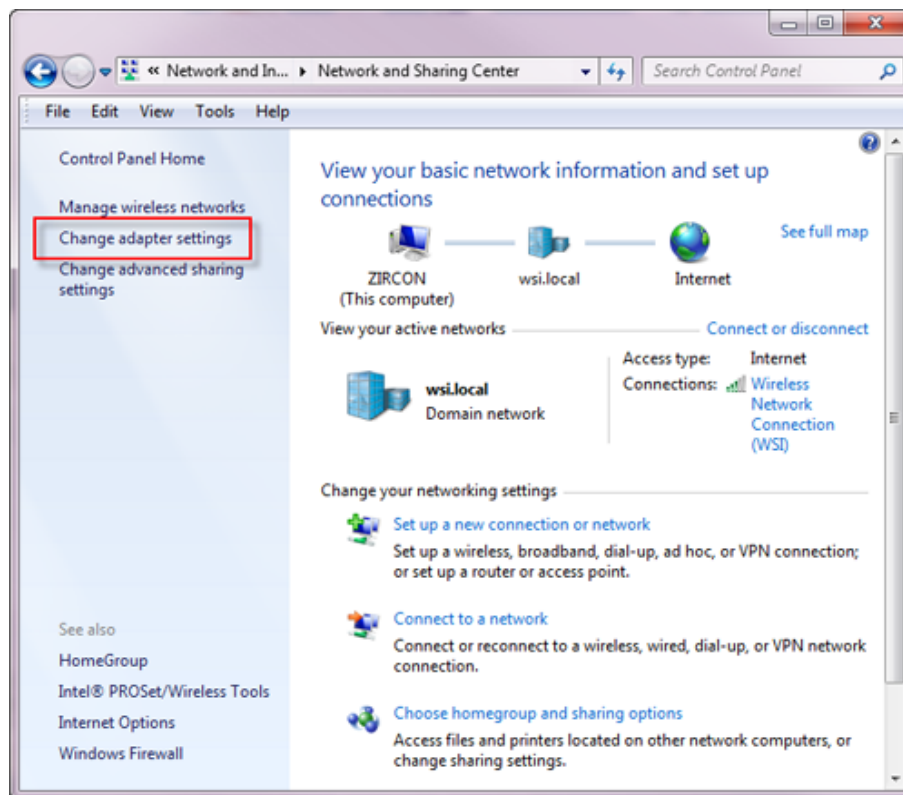 « Network and In... ▸ Network and Sharing Center
Search Control Panel
File Edit View Tools Help
Control Panel Home
Manage wireless networks
Change adapter settings
Change advanced sharing
settings
View your basic network information and set up
connections
See full map
ZIRCON
(This computer)
wsi.local
Internet
View your active networks
Connect or disconnect
wsi.local
Domain network
Access type: Internet
Connections: Wireless
Network
Connection
(WSI)
Change your networking settings
Set up a new connection or network
Set up a wireless, broadband, dial-up, ad hoc, or VPN connection;
or set up a router or access point.
Connect to a network
Connect or reconnect to a wireless, wired, dial-up, or VPN network
connection.
Choose homegroup and sharing options
Access files and printers located on other network computers, or
change sharing settings.
See also
HomeGroup
Intel® PROSet/Wireless Tools
Internet Options
Windows Firewall